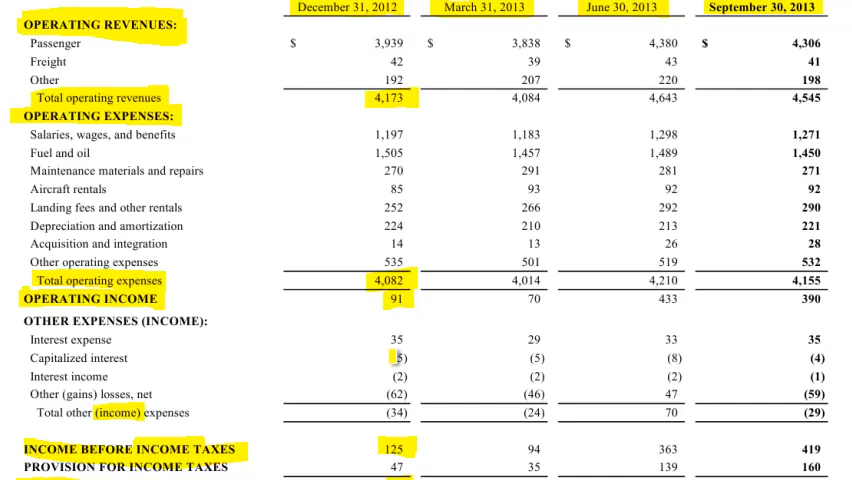 December 31, 2012 March 31, 2013 June 30, 2013 September 30, 2013
OPERATING REVENUES:
Passenger $ 3,939 $ 3,838 $ 4,380 $ 4,306
Freight 42 39 43 41
Other 192 207 220 198
Total operating revenues 4,173 4,084 4,643 4,545
OPERATING EXPENSES:
Salaries, wages, and benefits 1,197 1,183 1,298 1,271
Fuel and oil 1,505 1,457 1,489 1,450
Maintenance materials and repairs 270 291 281 271
Aircraft rentals 85 93 92 92
Landing fees and other rentals 252 266 292 290
Depreciation and amortization 224 210 213 221
Acquisition and integration 14 13 26 28
Other operating expenses 535 501 519 532
Total operating expenses 4,082 4,014 4,210 4,155
OPERATING INCOME 91 70 433 390
OTHER EXPENSES (INCOME):
Interest expense 35 29 33 35
Capitalized interest 5) (5) (8) (4)
Interest income (2) (2) (2) (1)
Other (gains) losses, net (62) (46) 47 (59)
Total other (income) expenses (34) (24) 70 (29)
INCOME BEFORE INCOME TAXES 125 94 363 419
PROVISION FOR INCOME TAXES 47 35 139 160